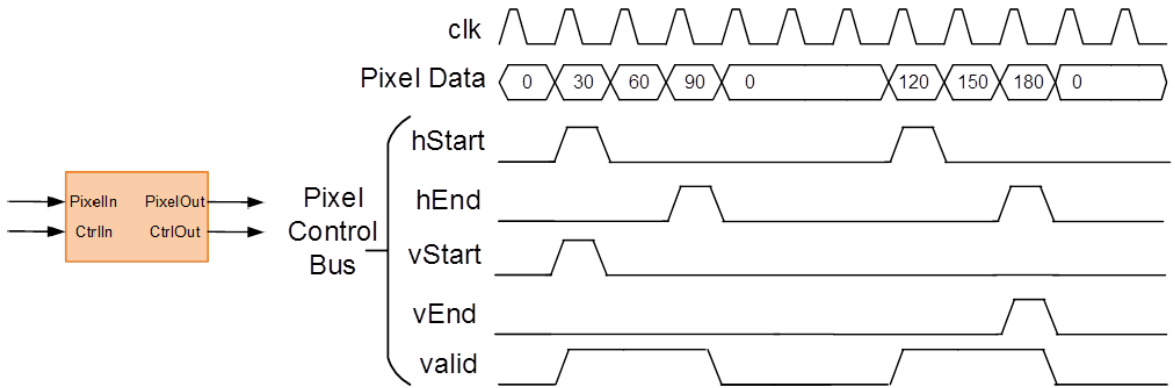 clk
Pixel Data 0 30 60 90 0 120 150 180 0
hStart
PixelIn PixelOut
Pixel
hEnd
CtrlIn CtrlOut
Control
vStart
Bus
vEnd
valid